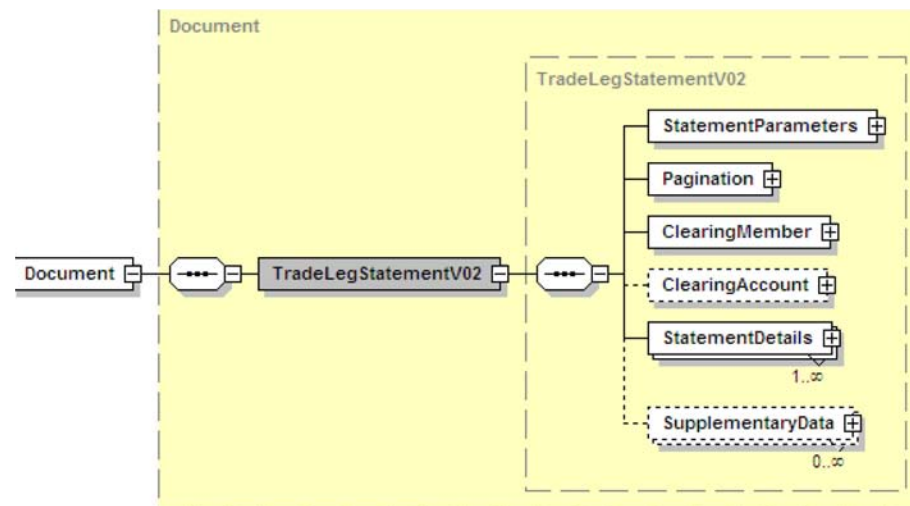 Document
TradeLegStatementV02
StatementParameters
Pagination
ClearingMember
Document
TradeLegStatementV02
ClearingAccount
StatementDetails
1..∞
SupplementaryData
0..∞